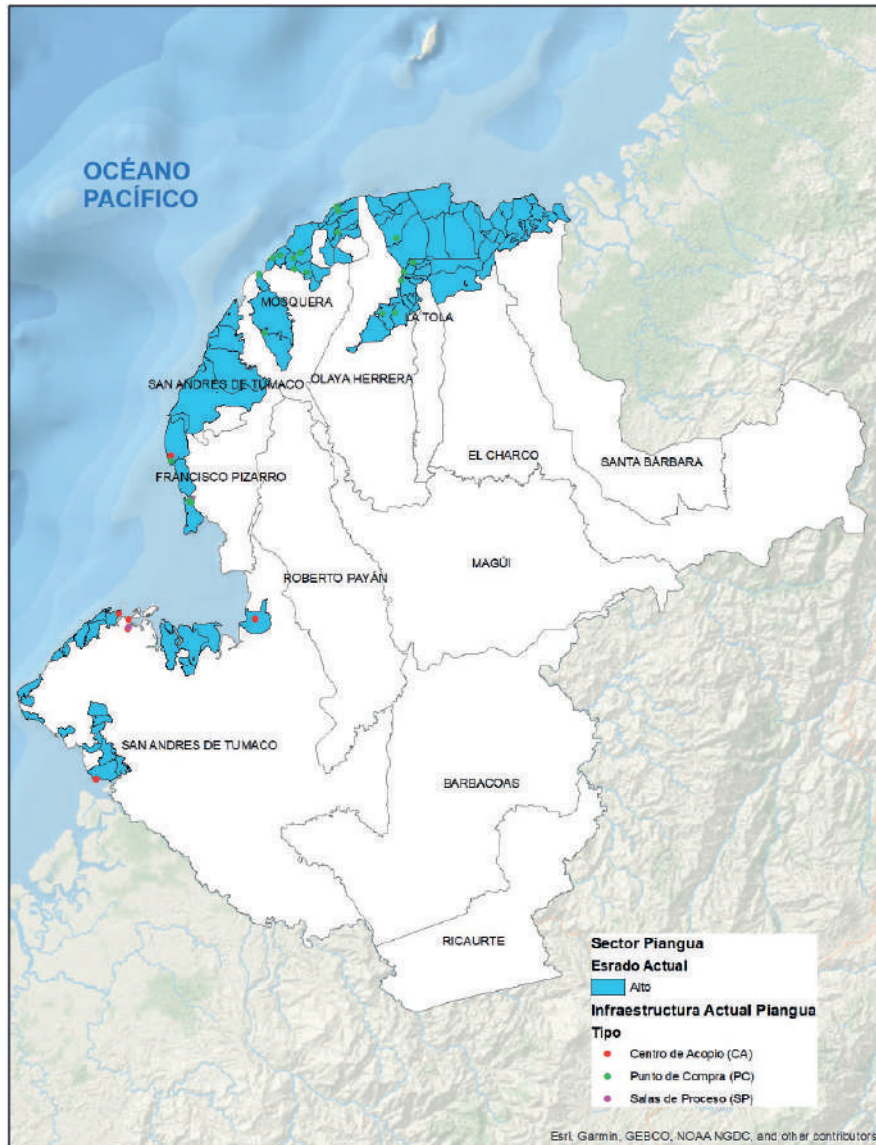 OCÉANO
PACÍFICO
MOSQUERA
LA TOLA
SAN ANDRES DE TUMACO
OLAYA HERRERA
EL CHARCO
SANTA BÁRBARA
FRANCISCO PIZARRO
MAGÜI
ROBERTO PAYÁN
SAN ANDRES DE TUMACO
BARBACOAS
RICAURTE
Sector Piangua
Esrado Actual
Alto
Infraestructura Actual Piangua
Tipo
Centro de Acopio (CA)
Punto de Compra (PC)
Salas de Proceso (SP)
Esri, Garmin, GEBCO, NOAA NGDC, and other contributors